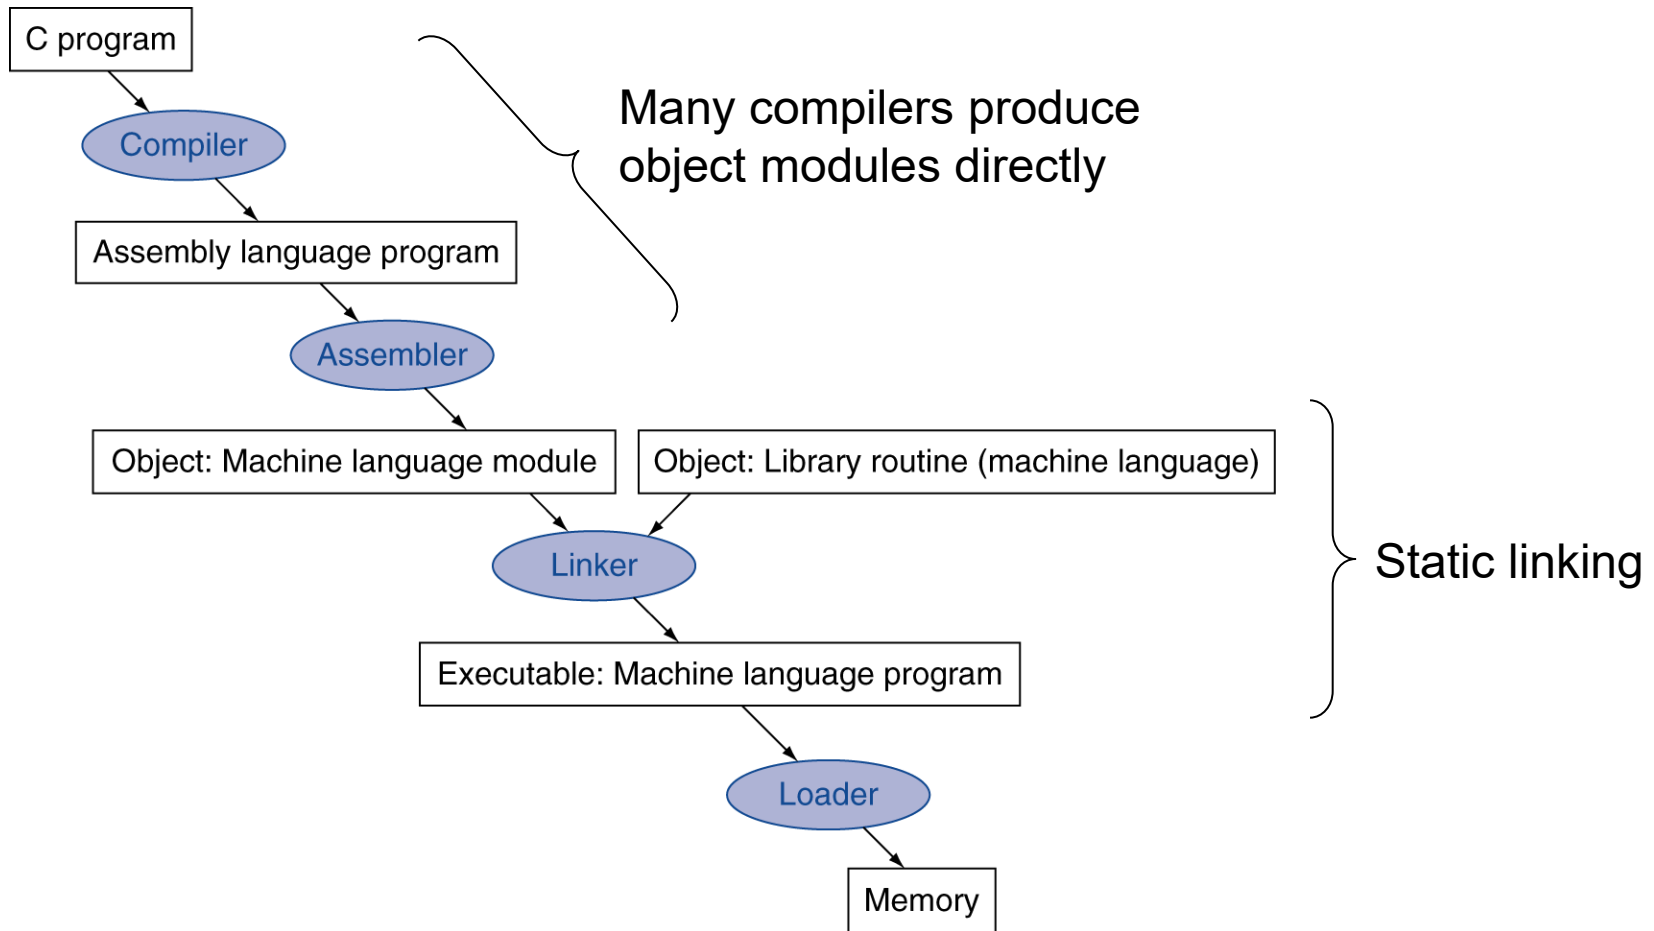 C program
Many compilers produce
object modules directly
Compiler
Assembly language program
Assembler
Object: Machine language module
Object: Library routine (machine language)
Linker
Static linking
Executable: Machine language program
Loader
Memory